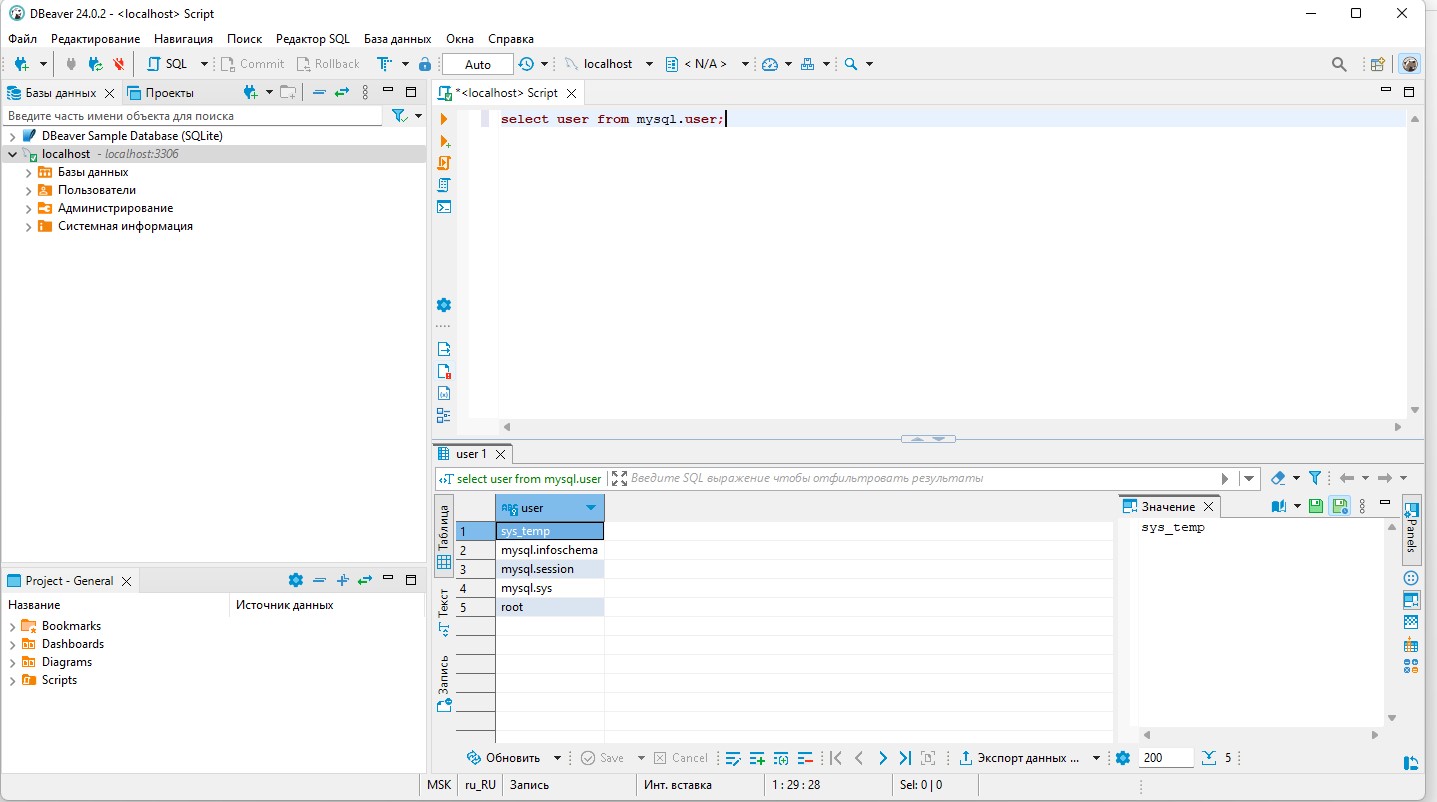 DBeaver 24.0.2 - <localhost> Script
Файл Редактирование Навигация Поиск Редактор SQL База данных Окна Справка
SQL Commit Rollback Auto localhost < N/A >
Базы данных Проекты
Введите часть имени объекта для поиска
DBeaver Sample Database (SQLite)
localhost - localhost:3306
Базы данных
Пользователи
Администрирование
Системная информация
*<localhost> Script
select user from mysql.user;
user 1
select user from mysql.user Введите SQL выражение чтобы отфильтровать результаты
Таблица
Текст
Запись
user
1 sys_temp
2 mysql.infoschema
3 mysql.session
4 mysql.sys
5 root
Значение
sys_temp
Panels
Обновить Save Cancel Экспорт данных ... 200 5
Project - General
Название Источник данных
Bookmarks
Dashboards
Diagrams
Scripts
MSK ru_RU Запись Инт. вставка 1 : 29 : 28 Sel: 0 | 0